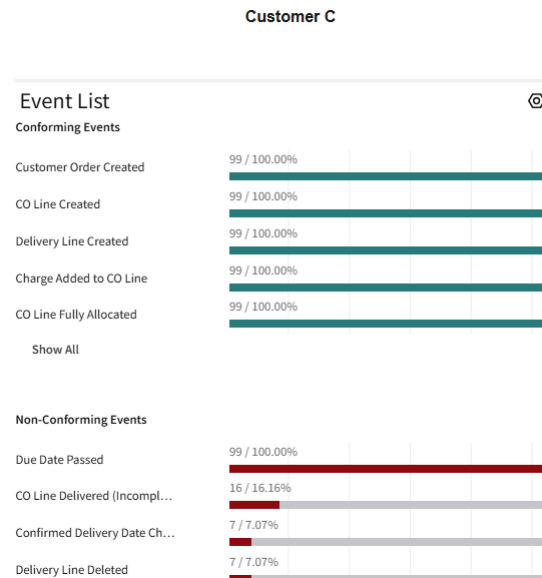 Customer C
Event List
Conforming Events
Customer Order Created
99 / 100.00%
CO Line Created
99 / 100.00%
Delivery Line Created
99 / 100.00%
Charge Added to CO Line
99 / 100.00%
CO Line Fully Allocated
99 / 100.00%
Show All
Non-Conforming Events
Due Date Passed
99 / 100.00%
CO Line Delivered (Incompl...
16 / 16.16%
Confirmed Delivery Date Ch...
7 / 7.07%
Delivery Line Deleted
7 / 7.07%